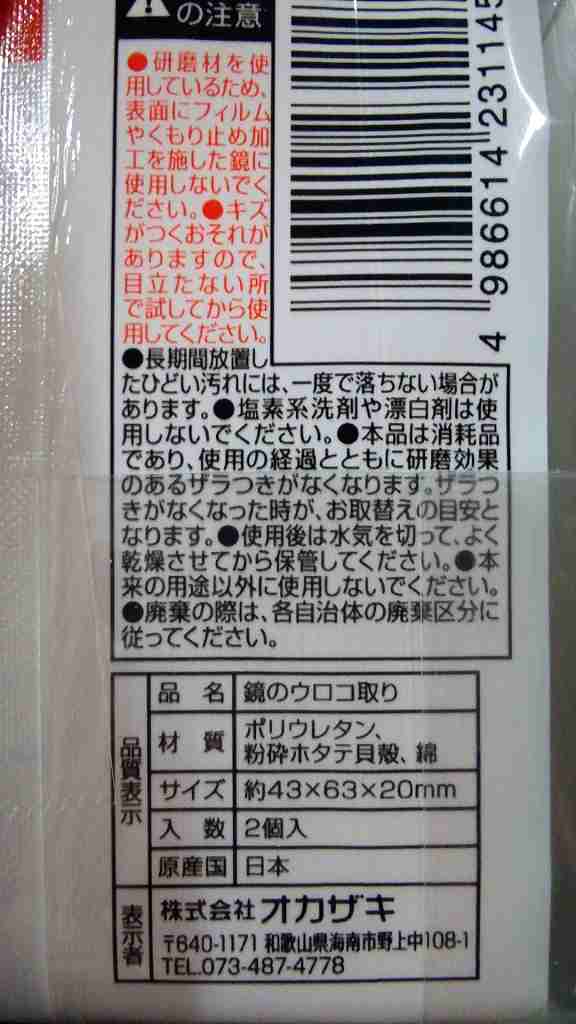 の注意
●研磨材を使
用しているため、
表面にフィルム
やくもり止め加
工を施した鏡に
使用しないでく
ださい。●キズ
がつくおそれが
ありますので、
目立たない所
で試してから使
用してください。
●長期間放置し
たひどい汚れには、一度で落ちない場合が
あります。●塩素系洗剤や漂白剤は使
用しないでください。●本品は消耗品
であり、使用の経過とともに研磨効果
のあるザラつきがなくなります。ザラつ
きがなくなった時が、お取替えの目安と
なります。●使用後は水気を切って、よく
乾燥させてから保管してください。●本
来の用途以外に使用しないでください。
●廃棄の際は、各自治体の廃棄区分に
従ってください。
4 986614 231145
品質表示
品名 鏡のウロコ取り
材質 ポリウレタン、
粉砕ホタテ貝殻、綿
サイズ 約43×63×20mm
入数 2個入
原産国 日本
表示者
株式会社オカザキ
〒640-1171 和歌山県海南市野上中108-1
TEL.073-487-4778